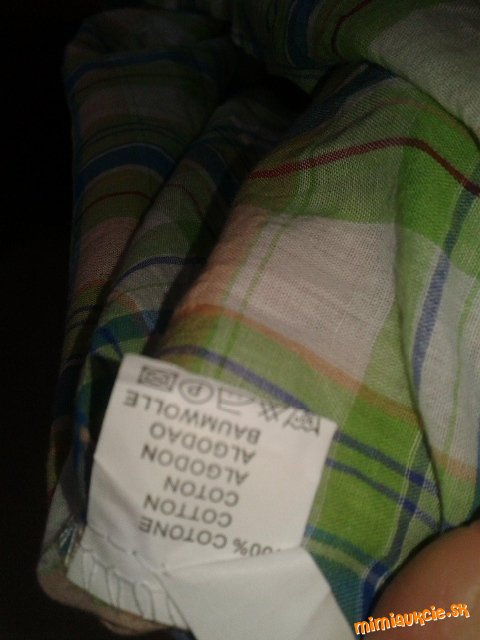 100% COTONE
COTTON
COTON
ALGODON
ALGODAO
BAUMWOLLE
mimiaukcie.sk